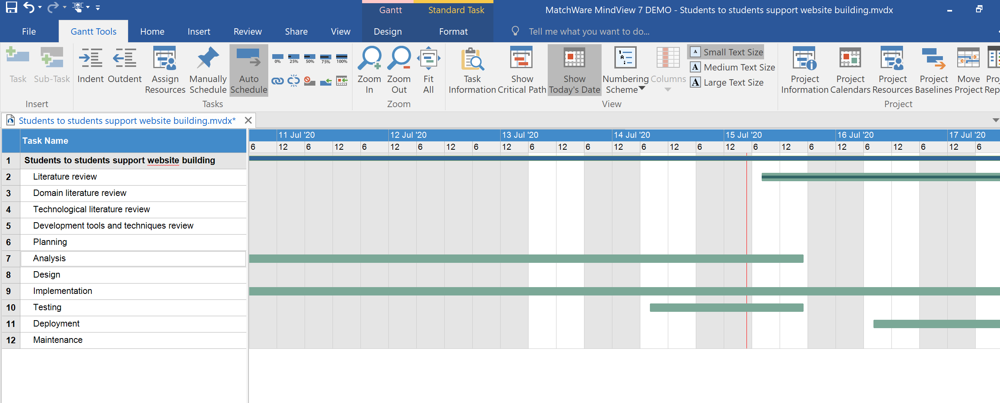 Gantt Standard Task MatchWare MindView 7 DEMO - Students to students support website building.mvdx
File Gantt Tools Home Insert Review Share View Design Format Tell me what you want to do...
Task Sub-Task Indent Outdent Assign Resources Manually Schedule Auto Schedule
0% 25% 50% 75% 100%
Zoom In Zoom Out Fit All
Task Information Show Critical Path Show Today's Date Numbering Scheme Columns
1 A i
A Small Text Size
A Medium Text Size
A Large Text Size
Project Information Project Calendars Project Resources Project Baselines Move Project
Insert Tasks Zoom View Project
Students to students support website building.mvdx*
Task Name
11 Jul '20 12 Jul '20 13 Jul '20 14 Jul '20 15 Jul '20 16 Jul '20 17 Jul '20
6 12 6 12 6 12 6 12 6 12 6 12 6 12 6 12 6 12 6 12 6 12 6 12 6 12 6
1 Students to students support website building
2 Literature review
3 Domain literature review
4 Technological literature review
5 Development tools and techniques review
6 Planning
7 Analysis
8 Design
9 Implementation
10 Testing
11 Deployment
12 Maintenance